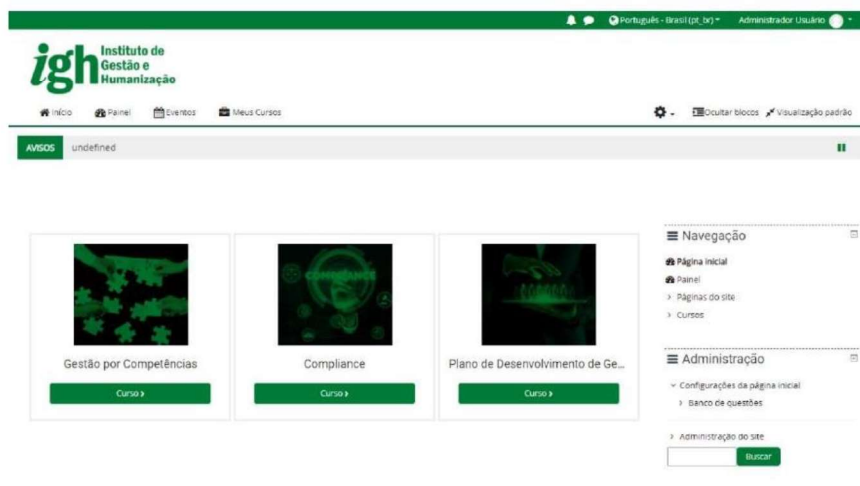 Português - Brasil (pt_br)
Administrador Usuário
igh Instituto de
Gestão e
Humanização
Início
Painel
Eventos
Meus Cursos
Ocultar blocos
Visualização padrão
AVISOS
undefined
COMPLIANCE
Gestão por Competências
Curso
Compliance
Curso
Plano de Desenvolvimento de Ge...
Curso
Navegação
Página inicial
Painel
Páginas do site
Cursos
Administração
Configurações da página inicial
Banco de questões
Administração do site
Buscar